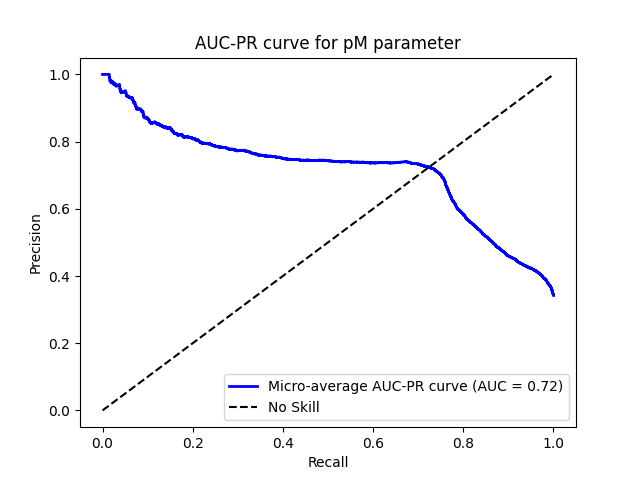 AUC-PR curve for pM parameter
1.0
0.8
0.6
0.4
0.2
0.0
Precision
0.0 0.2 0.4 0.6 0.8 1.0
Recall
Micro-average AUC-PR curve (AUC = 0.72)
No Skill